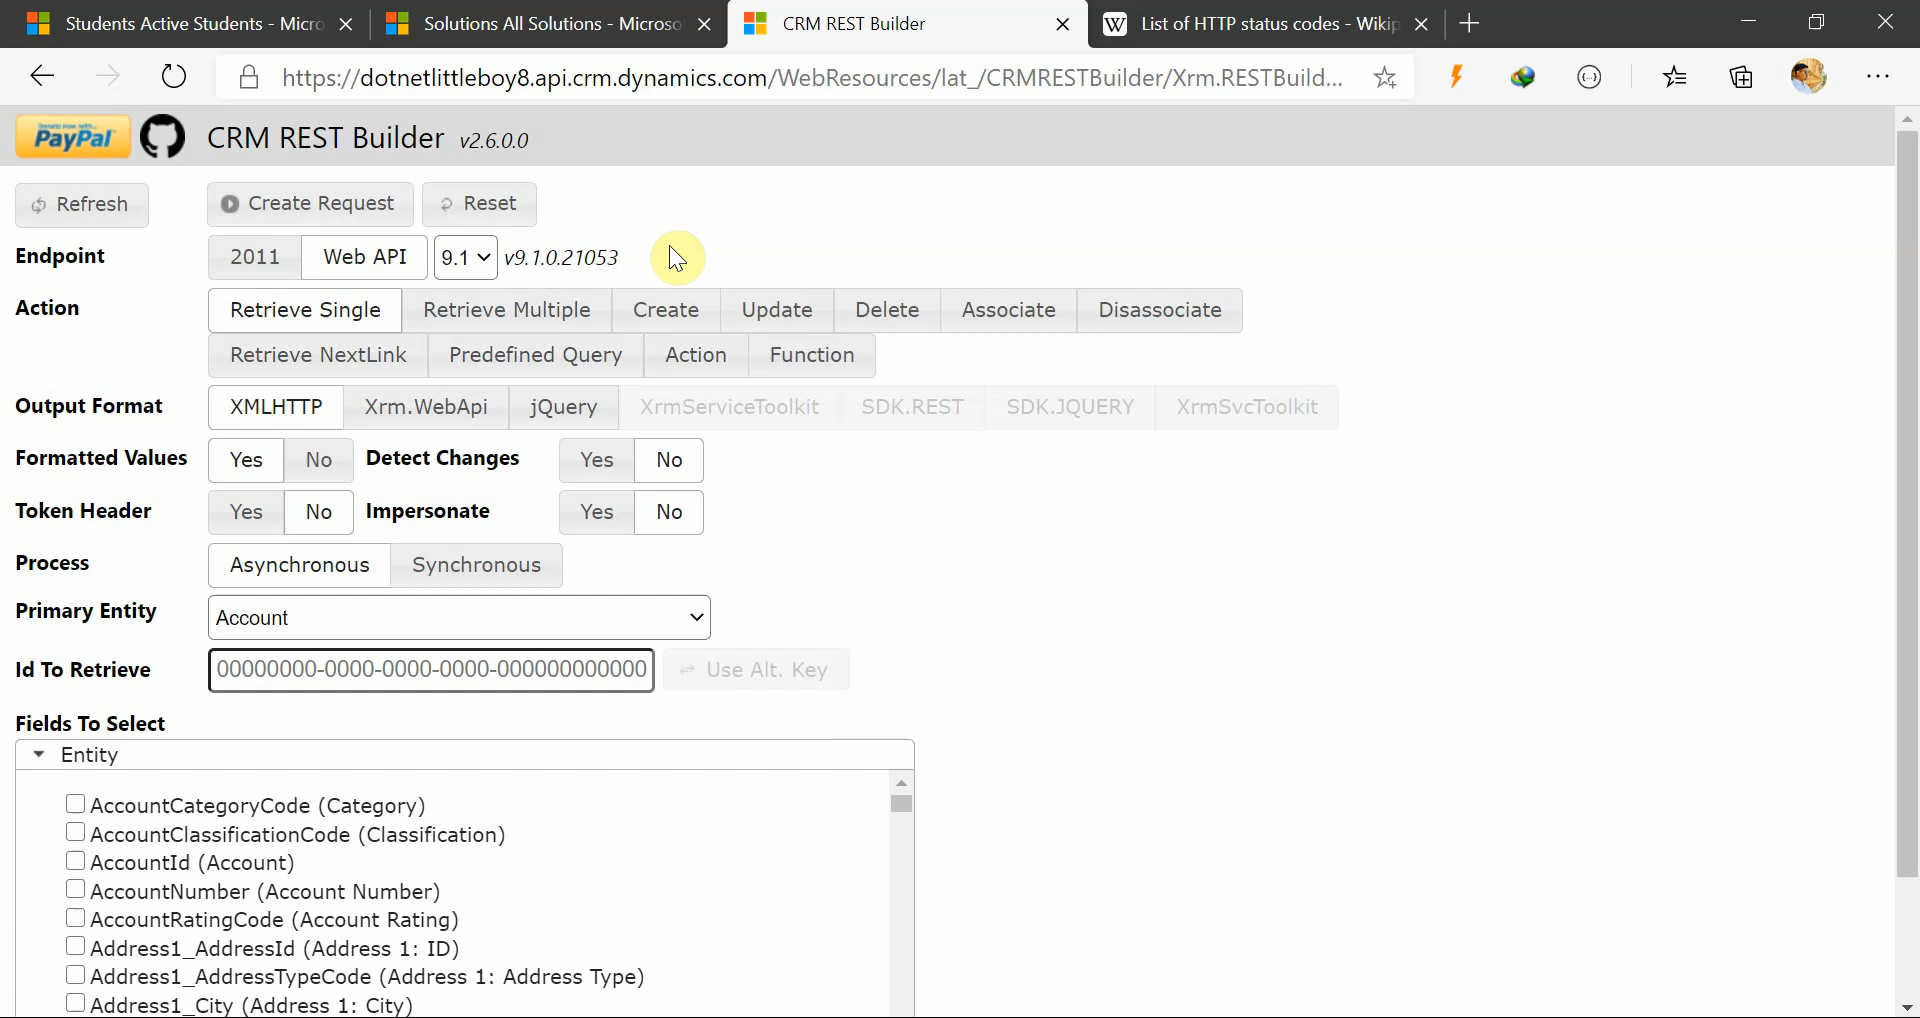 Students Active Students - Micro
Solutions All Solutions - Microso
CRM REST Builder
W List of HTTP status codes - Wikip
https://dotnetlittleboy8.api.crm.dynamics.com/WebResources/lat_/CRMRESTBuilder/Xrm.RESTBuild...
PayPal
CRM REST Builder v2.6.0.0
Refresh
Create Request
Reset
Endpoint
2011
Web API
9.1
v9.1.0.21053
Action
Retrieve Single
Retrieve Multiple
Create
Update
Delete
Associate
Disassociate
Retrieve NextLink
Predefined Query
Action
Function
Output Format
XMLHTTP
Xrm.WebApi
jQuery
XrmServiceToolkit
SDK.REST
SDK.JQUERY
XrmSvcToolkit
Formatted Values
Yes
No
Detect Changes
Yes
No
Token Header
Yes
No
Impersonate
Yes
No
Process
Asynchronous
Synchronous
Primary Entity
Account
Id To Retrieve
00000000-0000-0000-0000-000000000000
Use Alt. Key
Fields To Select
Entity
AccountCategoryCode (Category)
AccountClassificationCode (Classification)
AccountId (Account)
AccountNumber (Account Number)
AccountRatingCode (Account Rating)
Address1_AddressId (Address 1: ID)
Address1_AddressTypeCode (Address 1: Address Type)
Address1_City (Address 1: City)